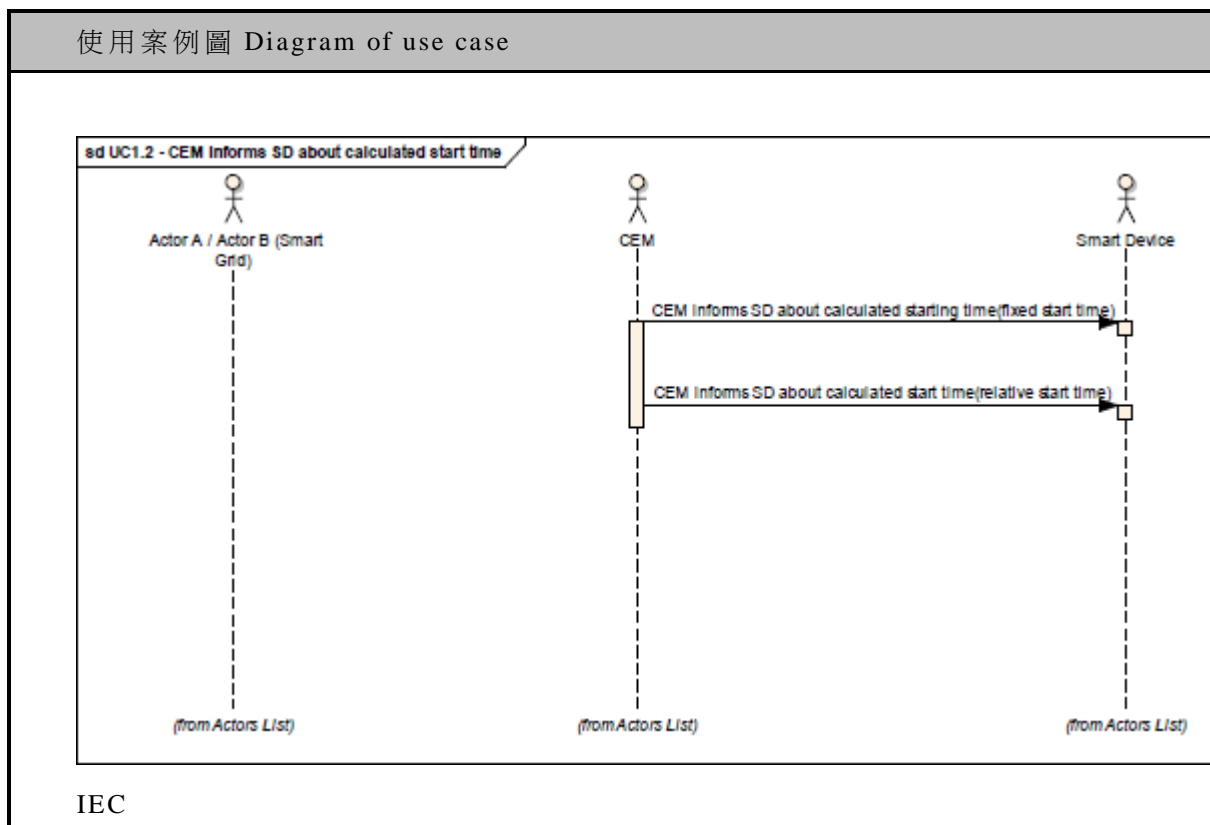 使用案例圖 Diagram of use case
sd UC1.2 - CEM informs SD about calculated start time
Actor A / Actor B (Smart
Grid)
CEM
Smart Device
CEM informs SD about calculated starting time(fixed start time)
CEM informs SD about calculated start time(relative start time)
(from Actors List)
(from Actors List)
(from Actors List)
IEC